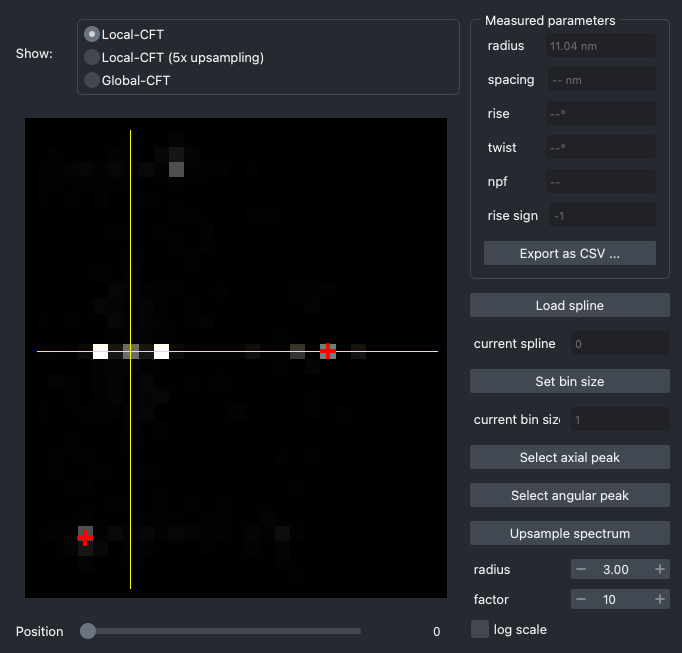 Show:
Local-CFT
Local-CFT (5x upsampling)
Global-CFT
Measured parameters
radius 11.04 nm
spacing -- nm
rise --°
twist --°
npf --
rise sign -1
Export as CSV ...
Load spline
current spline 0
Set bin size
current bin siz 1
Select axial peak
Select angular peak
Upsample spectrum
radius − 3.00 +
factor − 10 +
log scale
Position 0